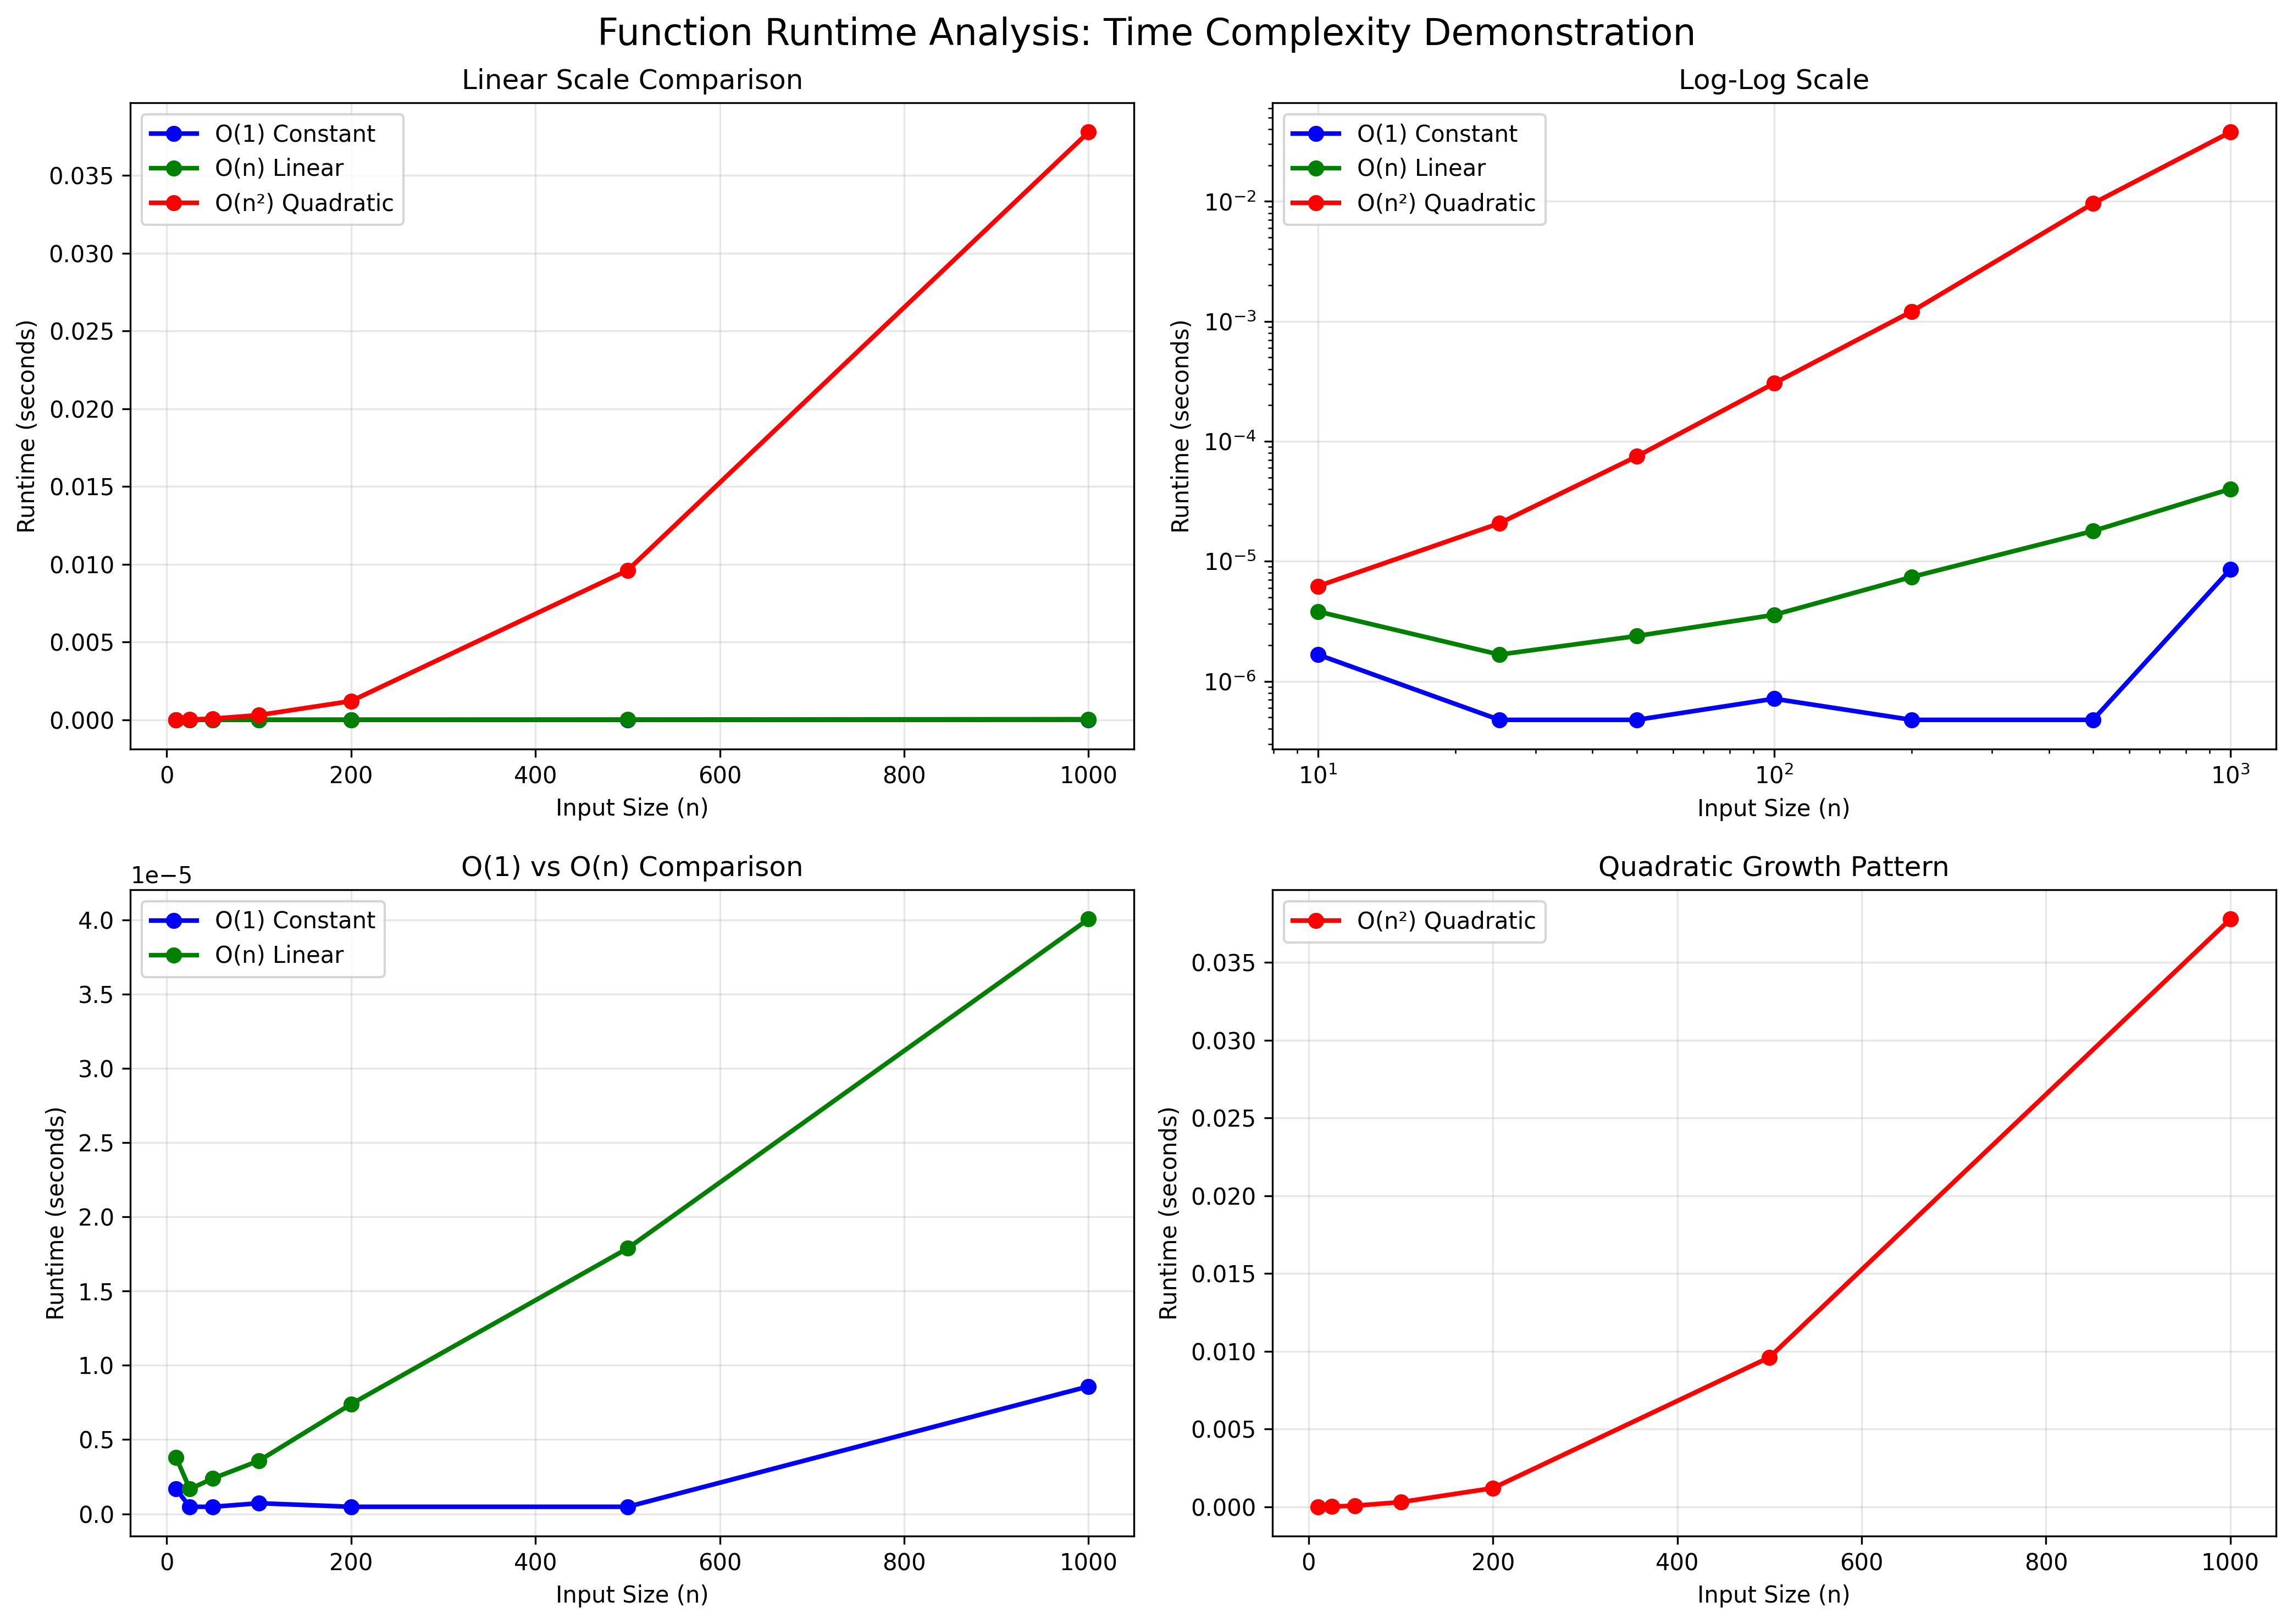 Function Runtime Analysis: Time Complexity Demonstration
Linear Scale Comparison
O(1) Constant
O(n) Linear
O(n²) Quadratic
0.035
0.030
0.025
0.020
0.015
0.010
0.005
0.000
Runtime (seconds)
0 200 400 600 800 1000
Input Size (n)
Log-Log Scale
O(1) Constant
O(n) Linear
O(n²) Quadratic
10⁻²
10⁻³
10⁻⁴
10⁻⁵
10⁻⁶
Runtime (seconds)
10¹ 10² 10³
Input Size (n)
O(1) vs O(n) Comparison
1e−5
O(1) Constant
O(n) Linear
4.0
3.5
3.0
2.5
2.0
1.5
1.0
0.5
0.0
Runtime (seconds)
0 200 400 600 800 1000
Input Size (n)
Quadratic Growth Pattern
O(n²) Quadratic
0.035
0.030
0.025
0.020
0.015
0.010
0.005
0.000
Runtime (seconds)
0 200 400 600 800 1000
Input Size (n)